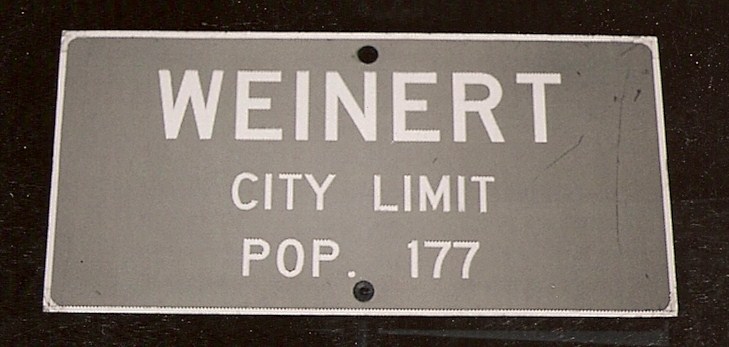 WEINERT
CITY LIMIT
POP. 177